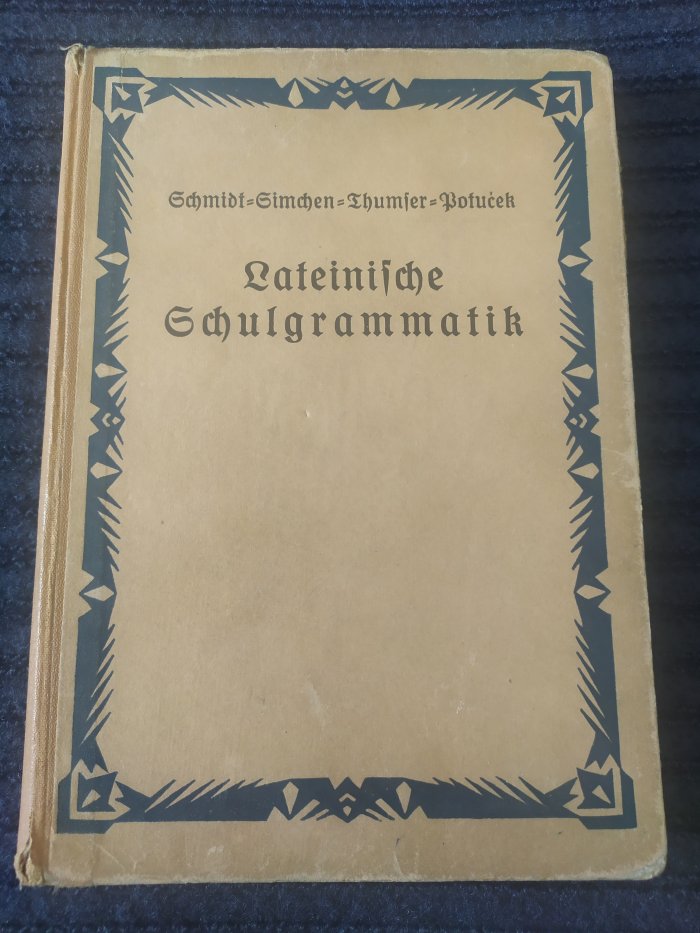 Schmidt=Simchen=Thumſer=Potuček
Lateiniſche
Schulgrammatik